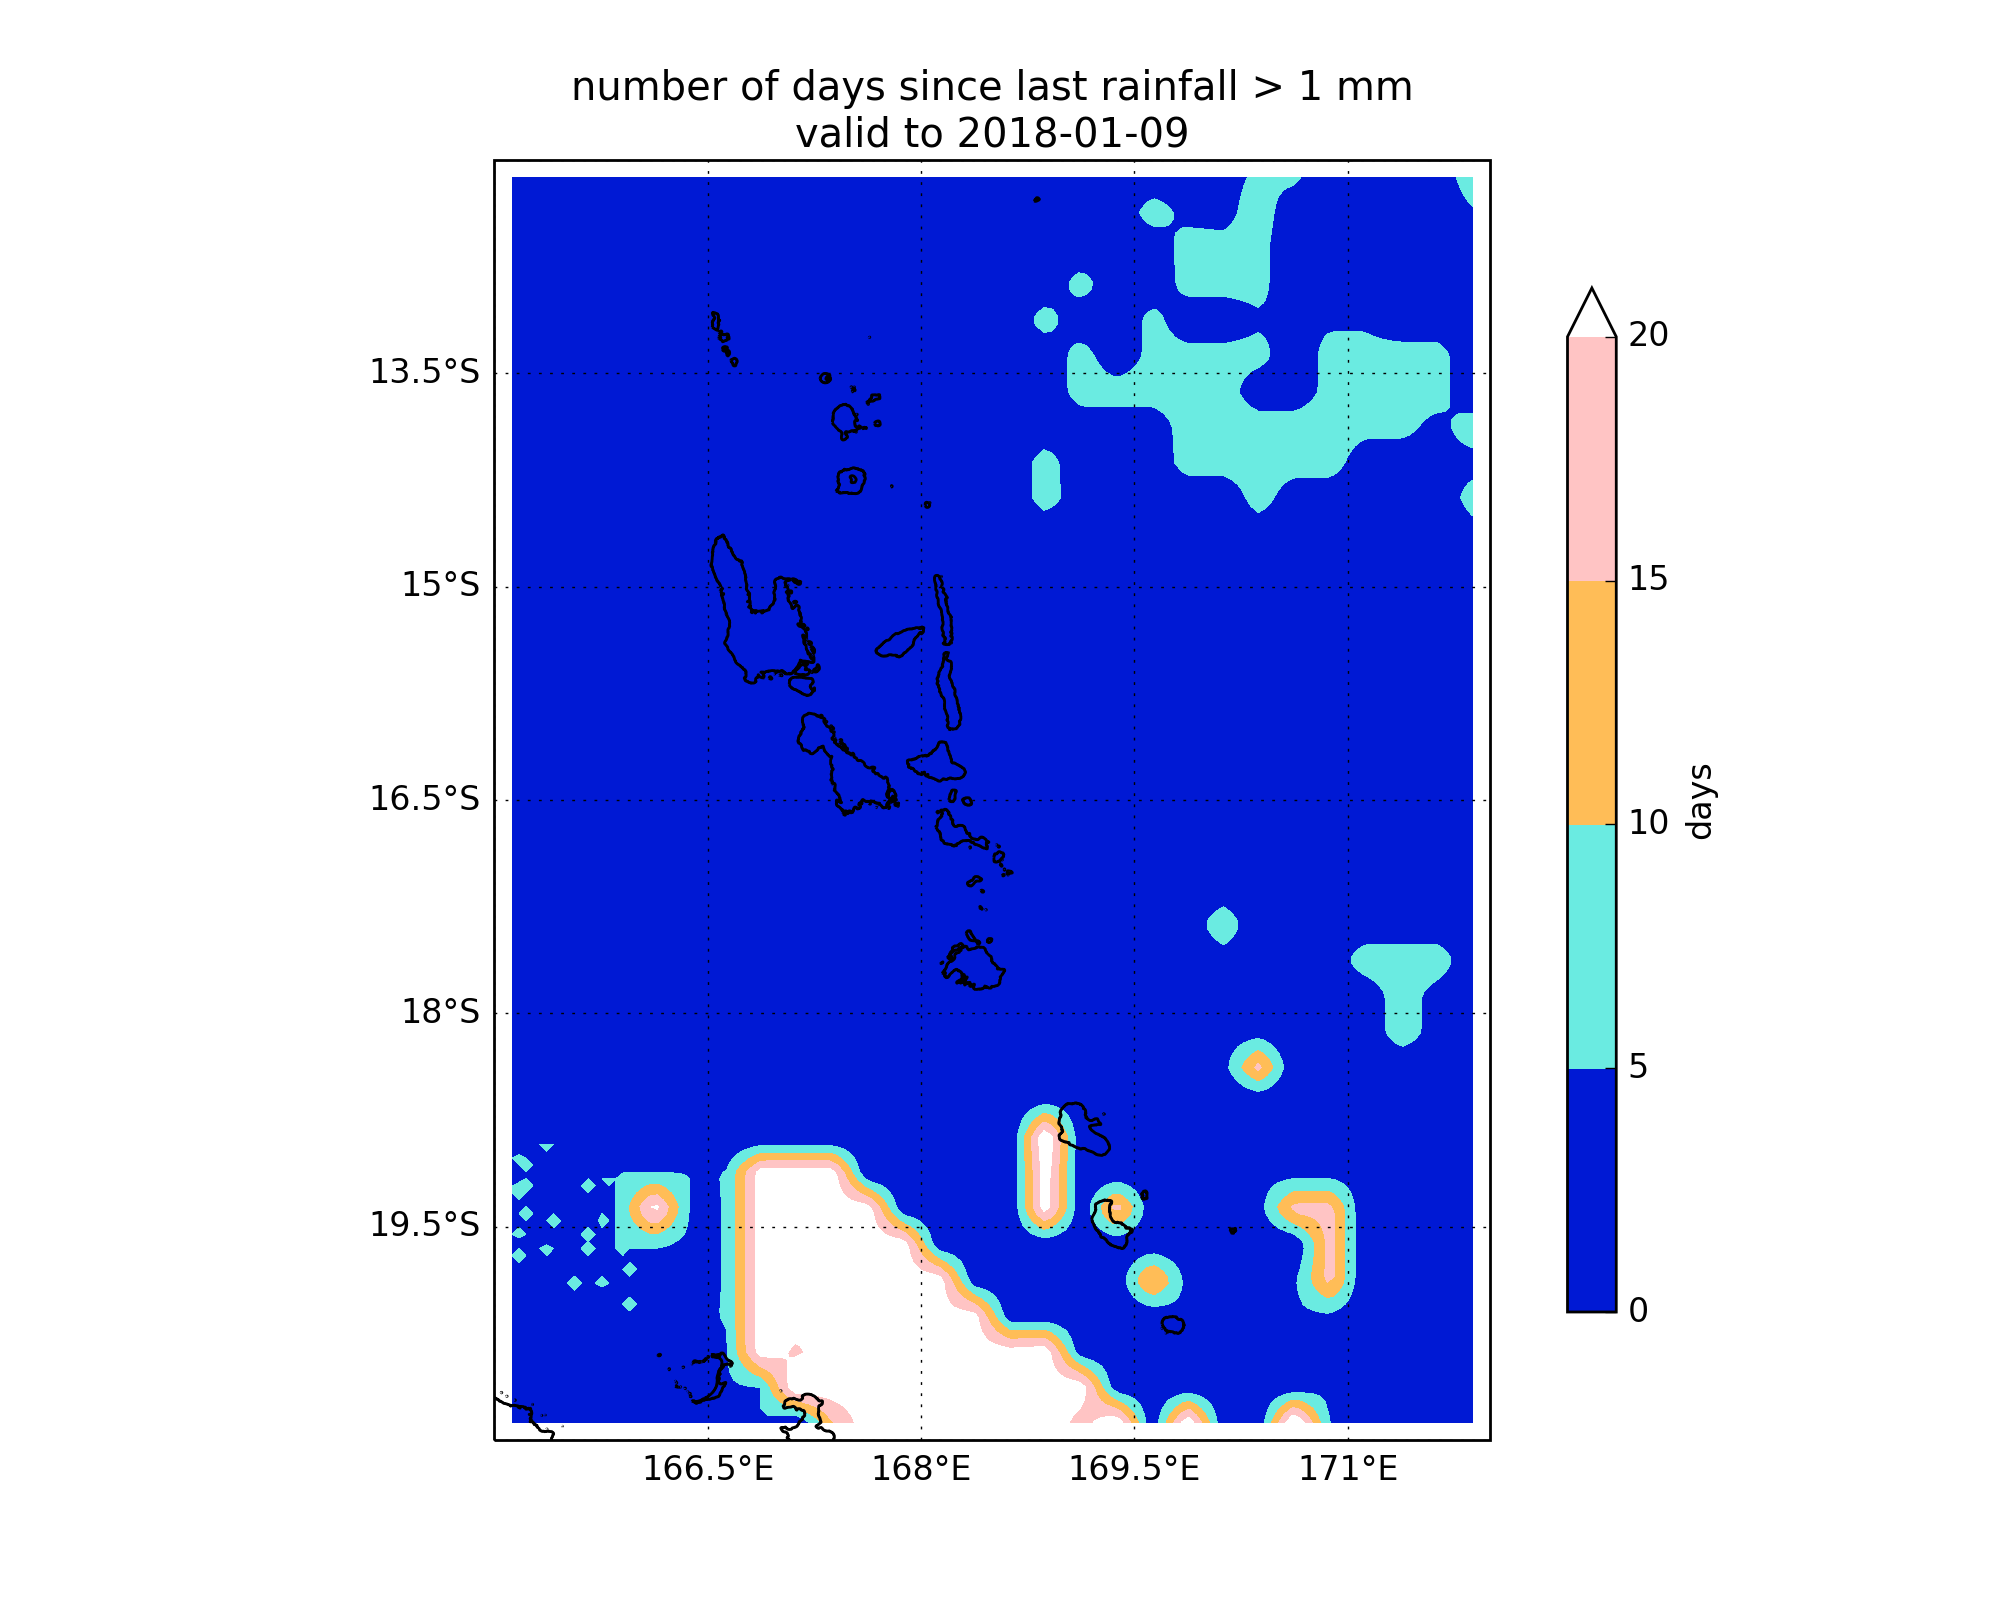 number of days since last rainfall > 1 mm
valid to 2018-01-09
13.5°S
15°S
16.5°S
18°S
19.5°S
166.5°E
168°E
169.5°E
171°E
20
15
10
5
0
days